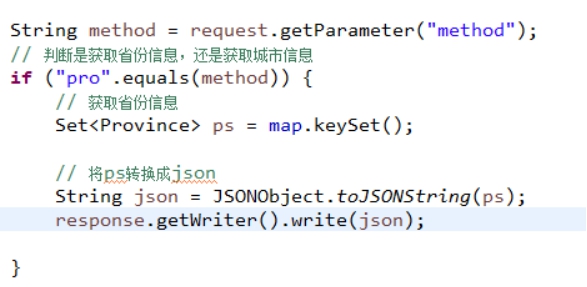 String method = request.getParameter("method");
// 判断是获取省份信息，还是获取城市信息
if ("pro".equals(method)) {
// 获取省份信息
Set<Province> ps = map.keySet();
// 将ps转换成json
String json = JSONObject.toJSONString(ps);
response.getWriter().write(json);
}